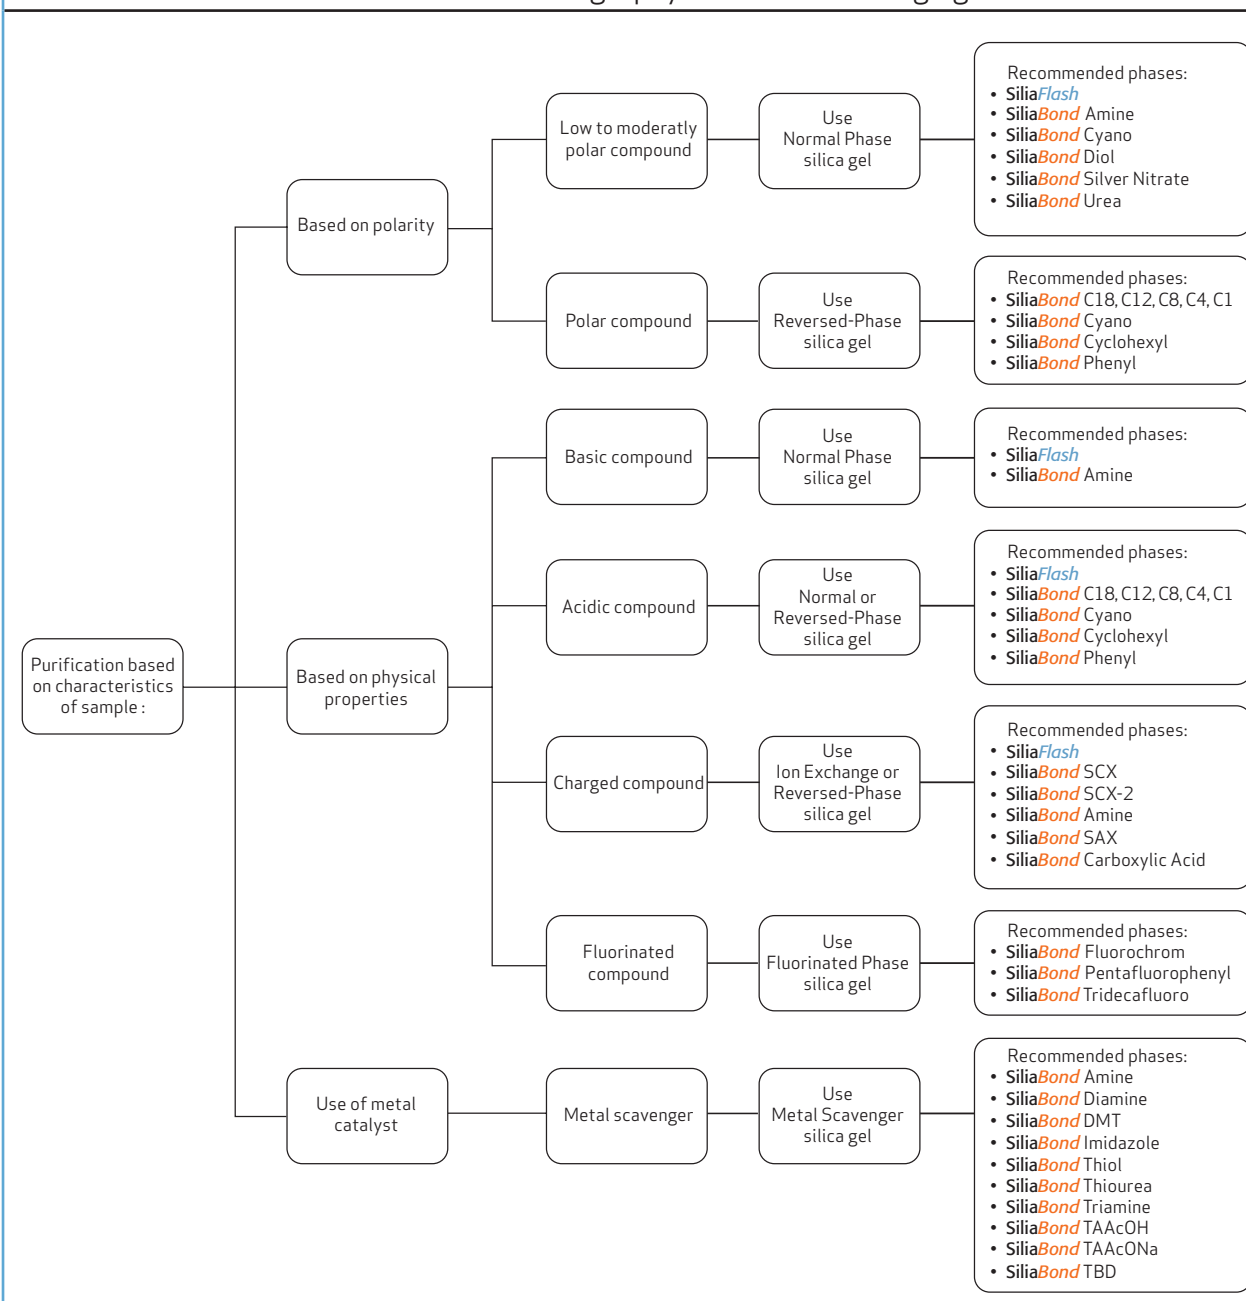 Low to moderatly
polar compound
Use
Normal Phase
silica gel
Recommended phases:
• SiliaFlash
• SiliaBond Amine
• SiliaBond Cyano
• SiliaBond Diol
• SiliaBond Silver Nitrate
• SiliaBond Urea
Based on polarity
Polar compound
Use
Reversed-Phase
silica gel
Recommended phases:
• SiliaBond C18, C12, C8, C4, C1
• SiliaBond Cyano
• SiliaBond Cyclohexyl
• SiliaBond Phenyl
Basic compound
Use
Normal Phase
silica gel
Recommended phases:
• SiliaFlash
• SiliaBond Amine
Acidic compound
Use
Normal or
Reversed-Phase
silica gel
Recommended phases:
• SiliaFlash
• SiliaBond C18, C12, C8, C4, C1
• SiliaBond Cyano
• SiliaBond Cyclohexyl
• SiliaBond Phenyl
Purification based
on characteristics
of sample :
Based on physical
properties
Charged compound
Use
Ion Exchange or
Reversed-Phase
silica gel
Recommended phases:
• SiliaFlash
• SiliaBond SCX
• SiliaBond SCX-2
• SiliaBond Amine
• SiliaBond SAX
• SiliaBond Carboxylic Acid
Fluorinated
compound
Use
Fluorinated Phase
silica gel
Recommended phases:
• SiliaBond Fluorochrom
• SiliaBond Pentafluorophenyl
• SiliaBond Tridecafluoro
Use of metal
catalyst
Metal scavenger
Use
Metal Scavenger
silica gel
Recommended phases:
• SiliaBond Amine
• SiliaBond Diamine
• SiliaBond DMT
• SiliaBond Imidazole
• SiliaBond Thiol
• SiliaBond Thiourea
• SiliaBond Triamine
• SiliaBond TAAcOH
• SiliaBond TAAcONa
• SiliaBond TBD